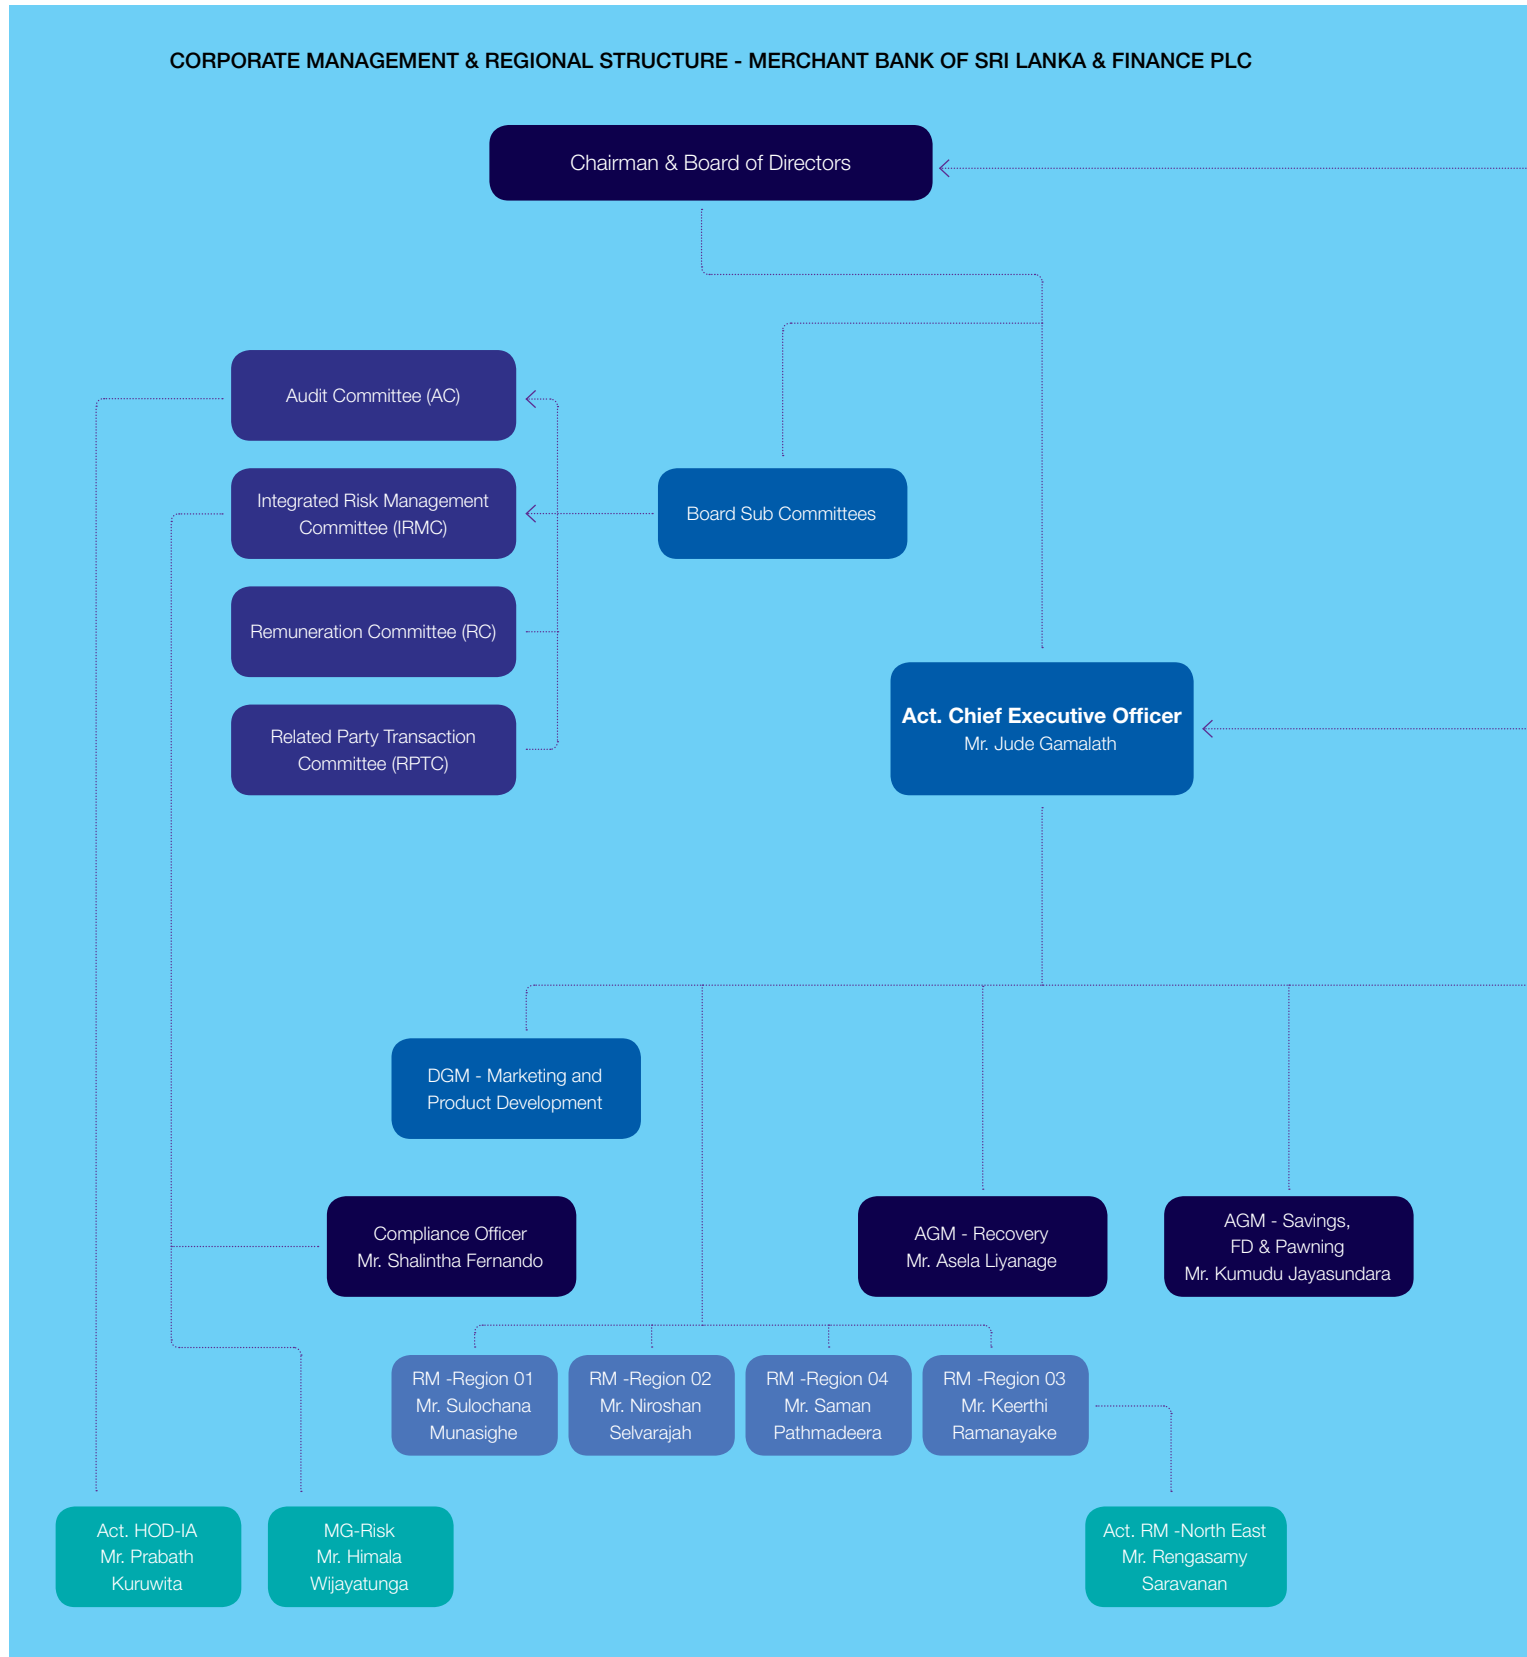 CORPORATE MANAGEMENT & REGIONAL STRUCTURE - MERCHANT BANK OF SRI LANKA & FINANCE PLC
Chairman & Board of Directors
Audit Committee (AC)
Integrated Risk Management
Committee (IRMC)
Board Sub Committees
Remuneration Committee (RC)
Related Party Transaction
Committee (RPTC)
Act. Chief Executive Officer
Mr. Jude Gamalath
DGM - Marketing and
Product Development
Compliance Officer
Mr. Shalintha Fernando
AGM - Recovery
Mr. Asela Liyanage
AGM - Savings,
FD & Pawning
Mr. Kumudu Jayasundara
RM -Region 01
Mr. Sulochana
Munasighe
RM -Region 02
Mr. Niroshan
Selvarajah
RM -Region 04
Mr. Saman
Pathmadeera
RM -Region 03
Mr. Keerthi
Ramanayake
Act. HOD-IA
Mr. Prabath
Kuruwita
MG-Risk
Mr. Himala
Wijayatunga
Act. RM -North East
Mr. Rengasamy
Saravanan